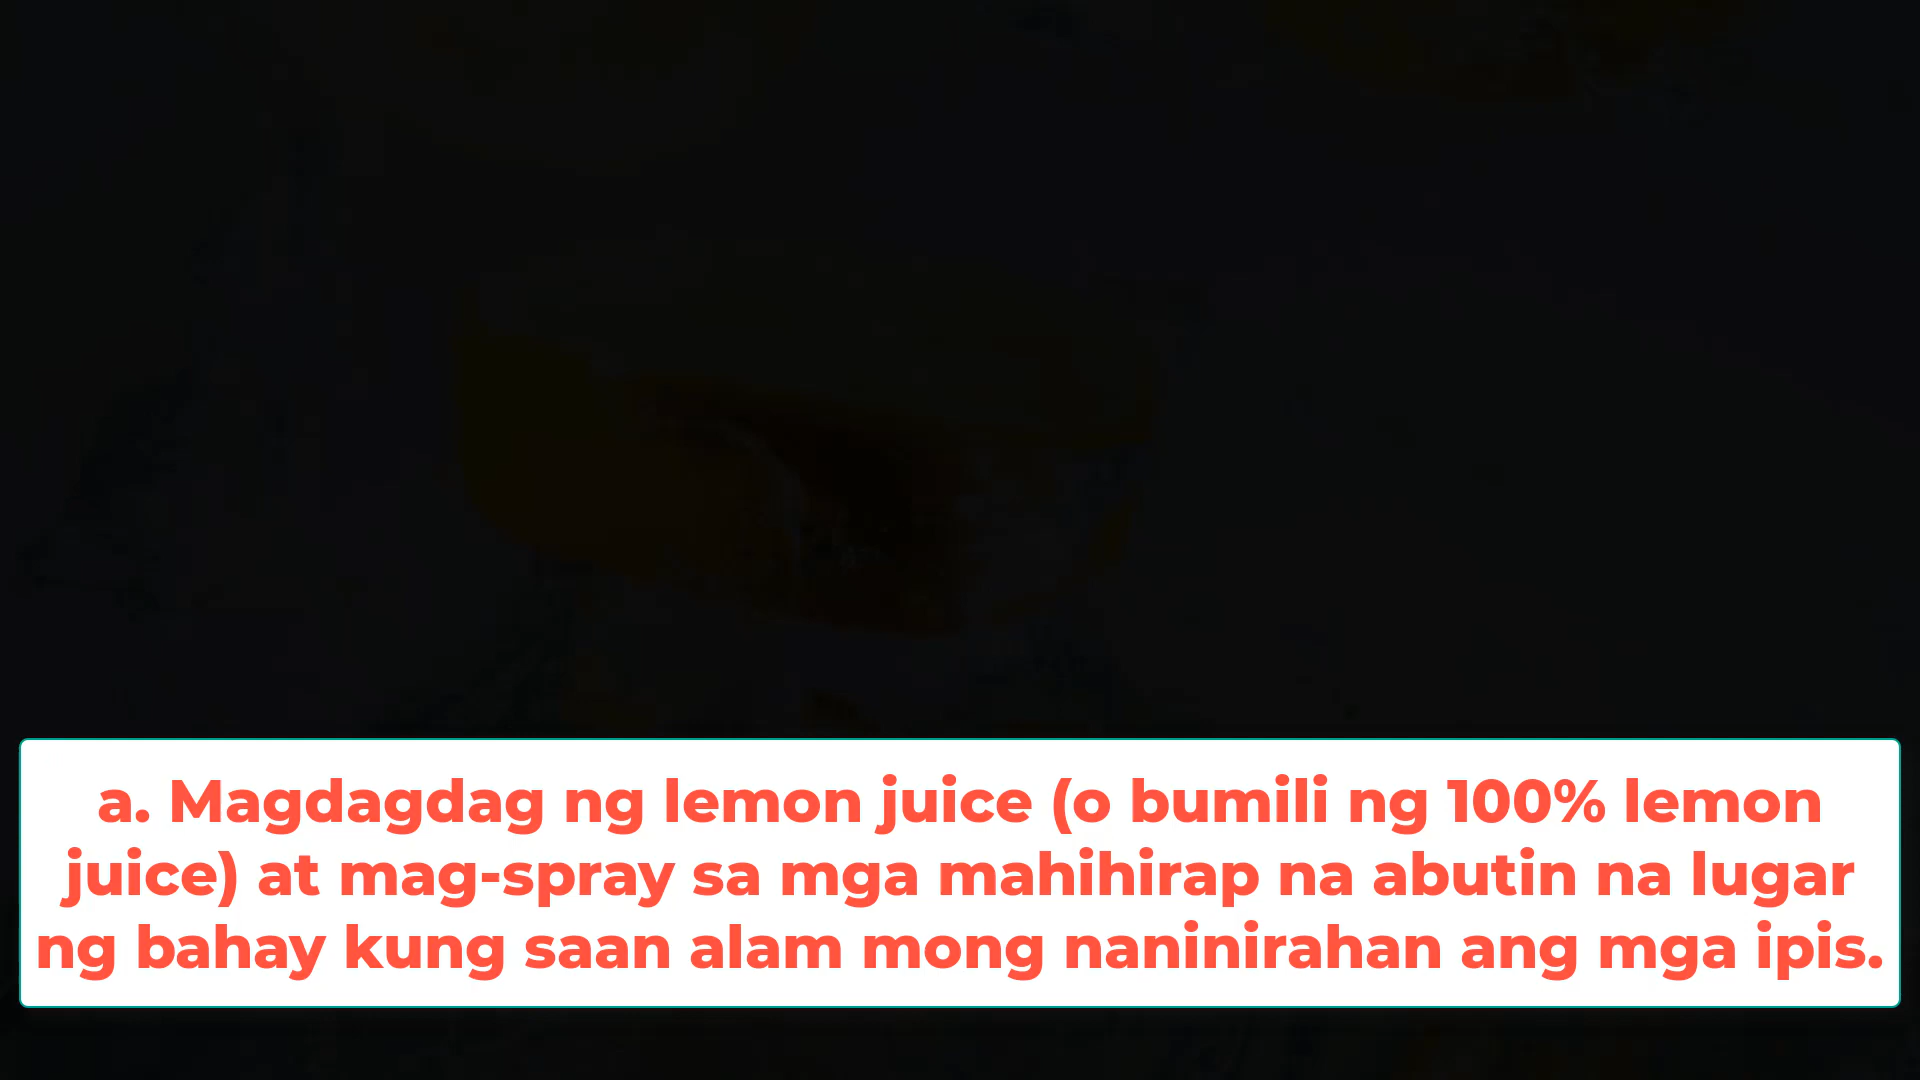 a. Magdagdag ng lemon juice (o bumili ng 100% lemon
juice) at mag-spray sa mga mahihirap na abutin na lugar
ng bahay kung saan alam mong naninirahan ang mga ipis.